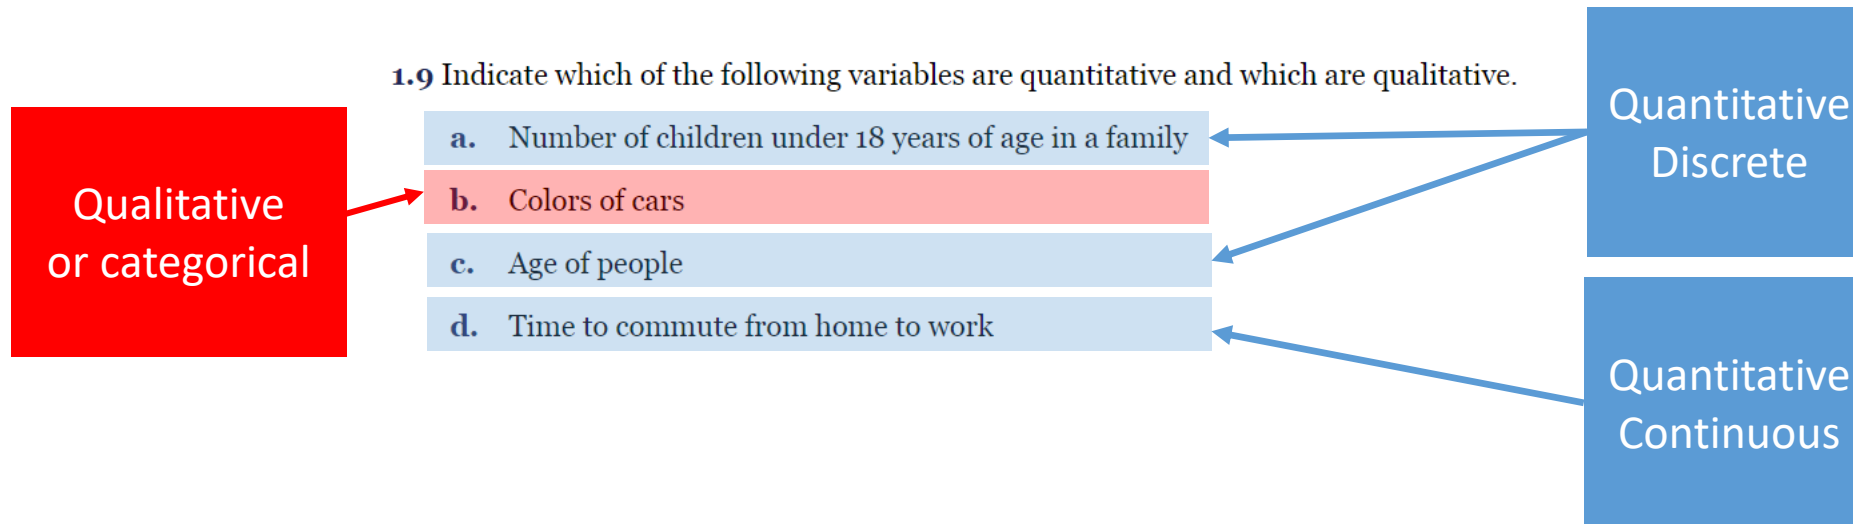 1.9 Indicate which of the following variables are quantitative and which are qualitative.
a. Number of children under 18 years of age in a family
b. Colors of cars
c. Age of people
d. Time to commute from home to work
Qualitative
or categorical
Quantitative
Discrete
Quantitative
Continuous